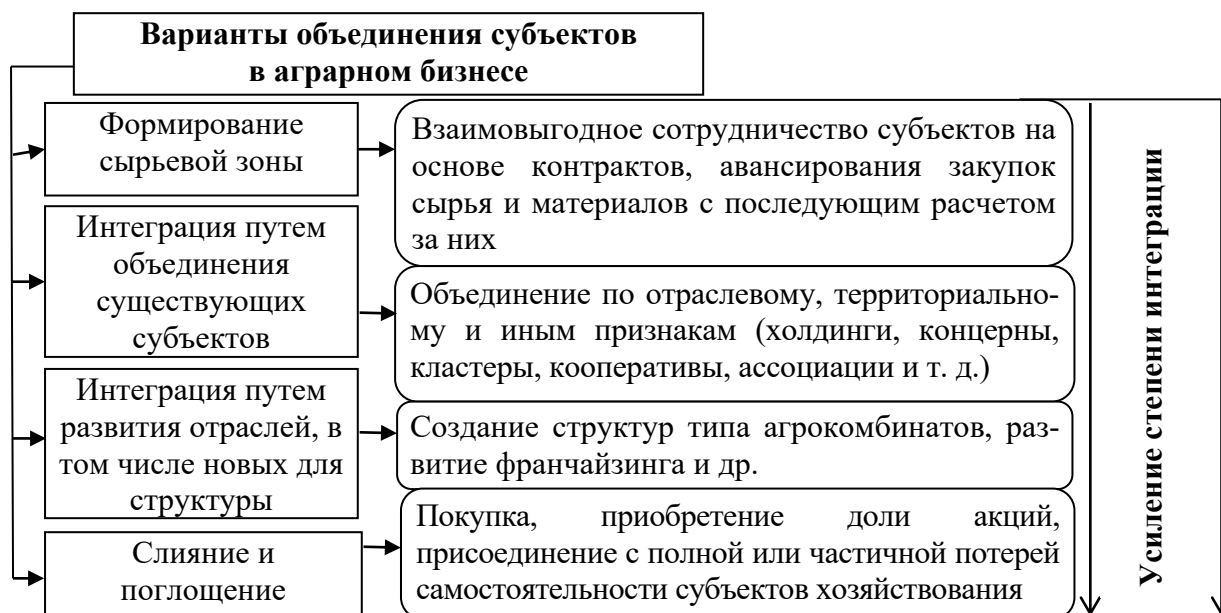 Варианты объединения субъектов
в аграрном бизнесе
Формирование
сырьевой зоны
Взаимовыгодное сотрудничество субъектов на
основе контрактов, авансирования закупок
сырья и материалов с последующим расчетом
за них
Интеграция путем
объединения
существующих
субъектов
Объединение по отраслевому, территориально-
му и иным признакам (холдинги, концерны,
кластеры, кооперативы, ассоциации и т. д.)
Интеграция путем
развития отраслей, в
том числе новых для
структуры
Создание структур типа агрокомбинатов, раз-
витие франчайзинга и др.
Слияние и
поглощение
Покупка, приобретение доли акций,
присоединение с полной или частичной потерей
самостоятельности субъектов хозяйствования
Усиление степени интеграции